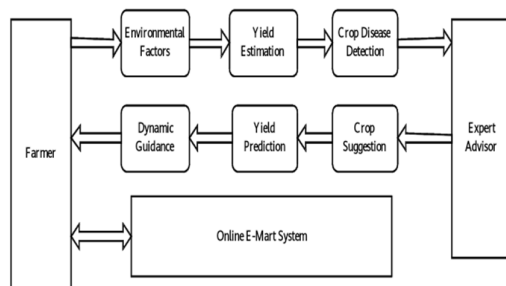 Environmental
Factors
Yield
Estimation
Crop Disease
Detection
Farmer
Dynamic
Guidance
Yield
Prediction
Crop
Suggestion
Expert
Advisor
Online E-Mart System